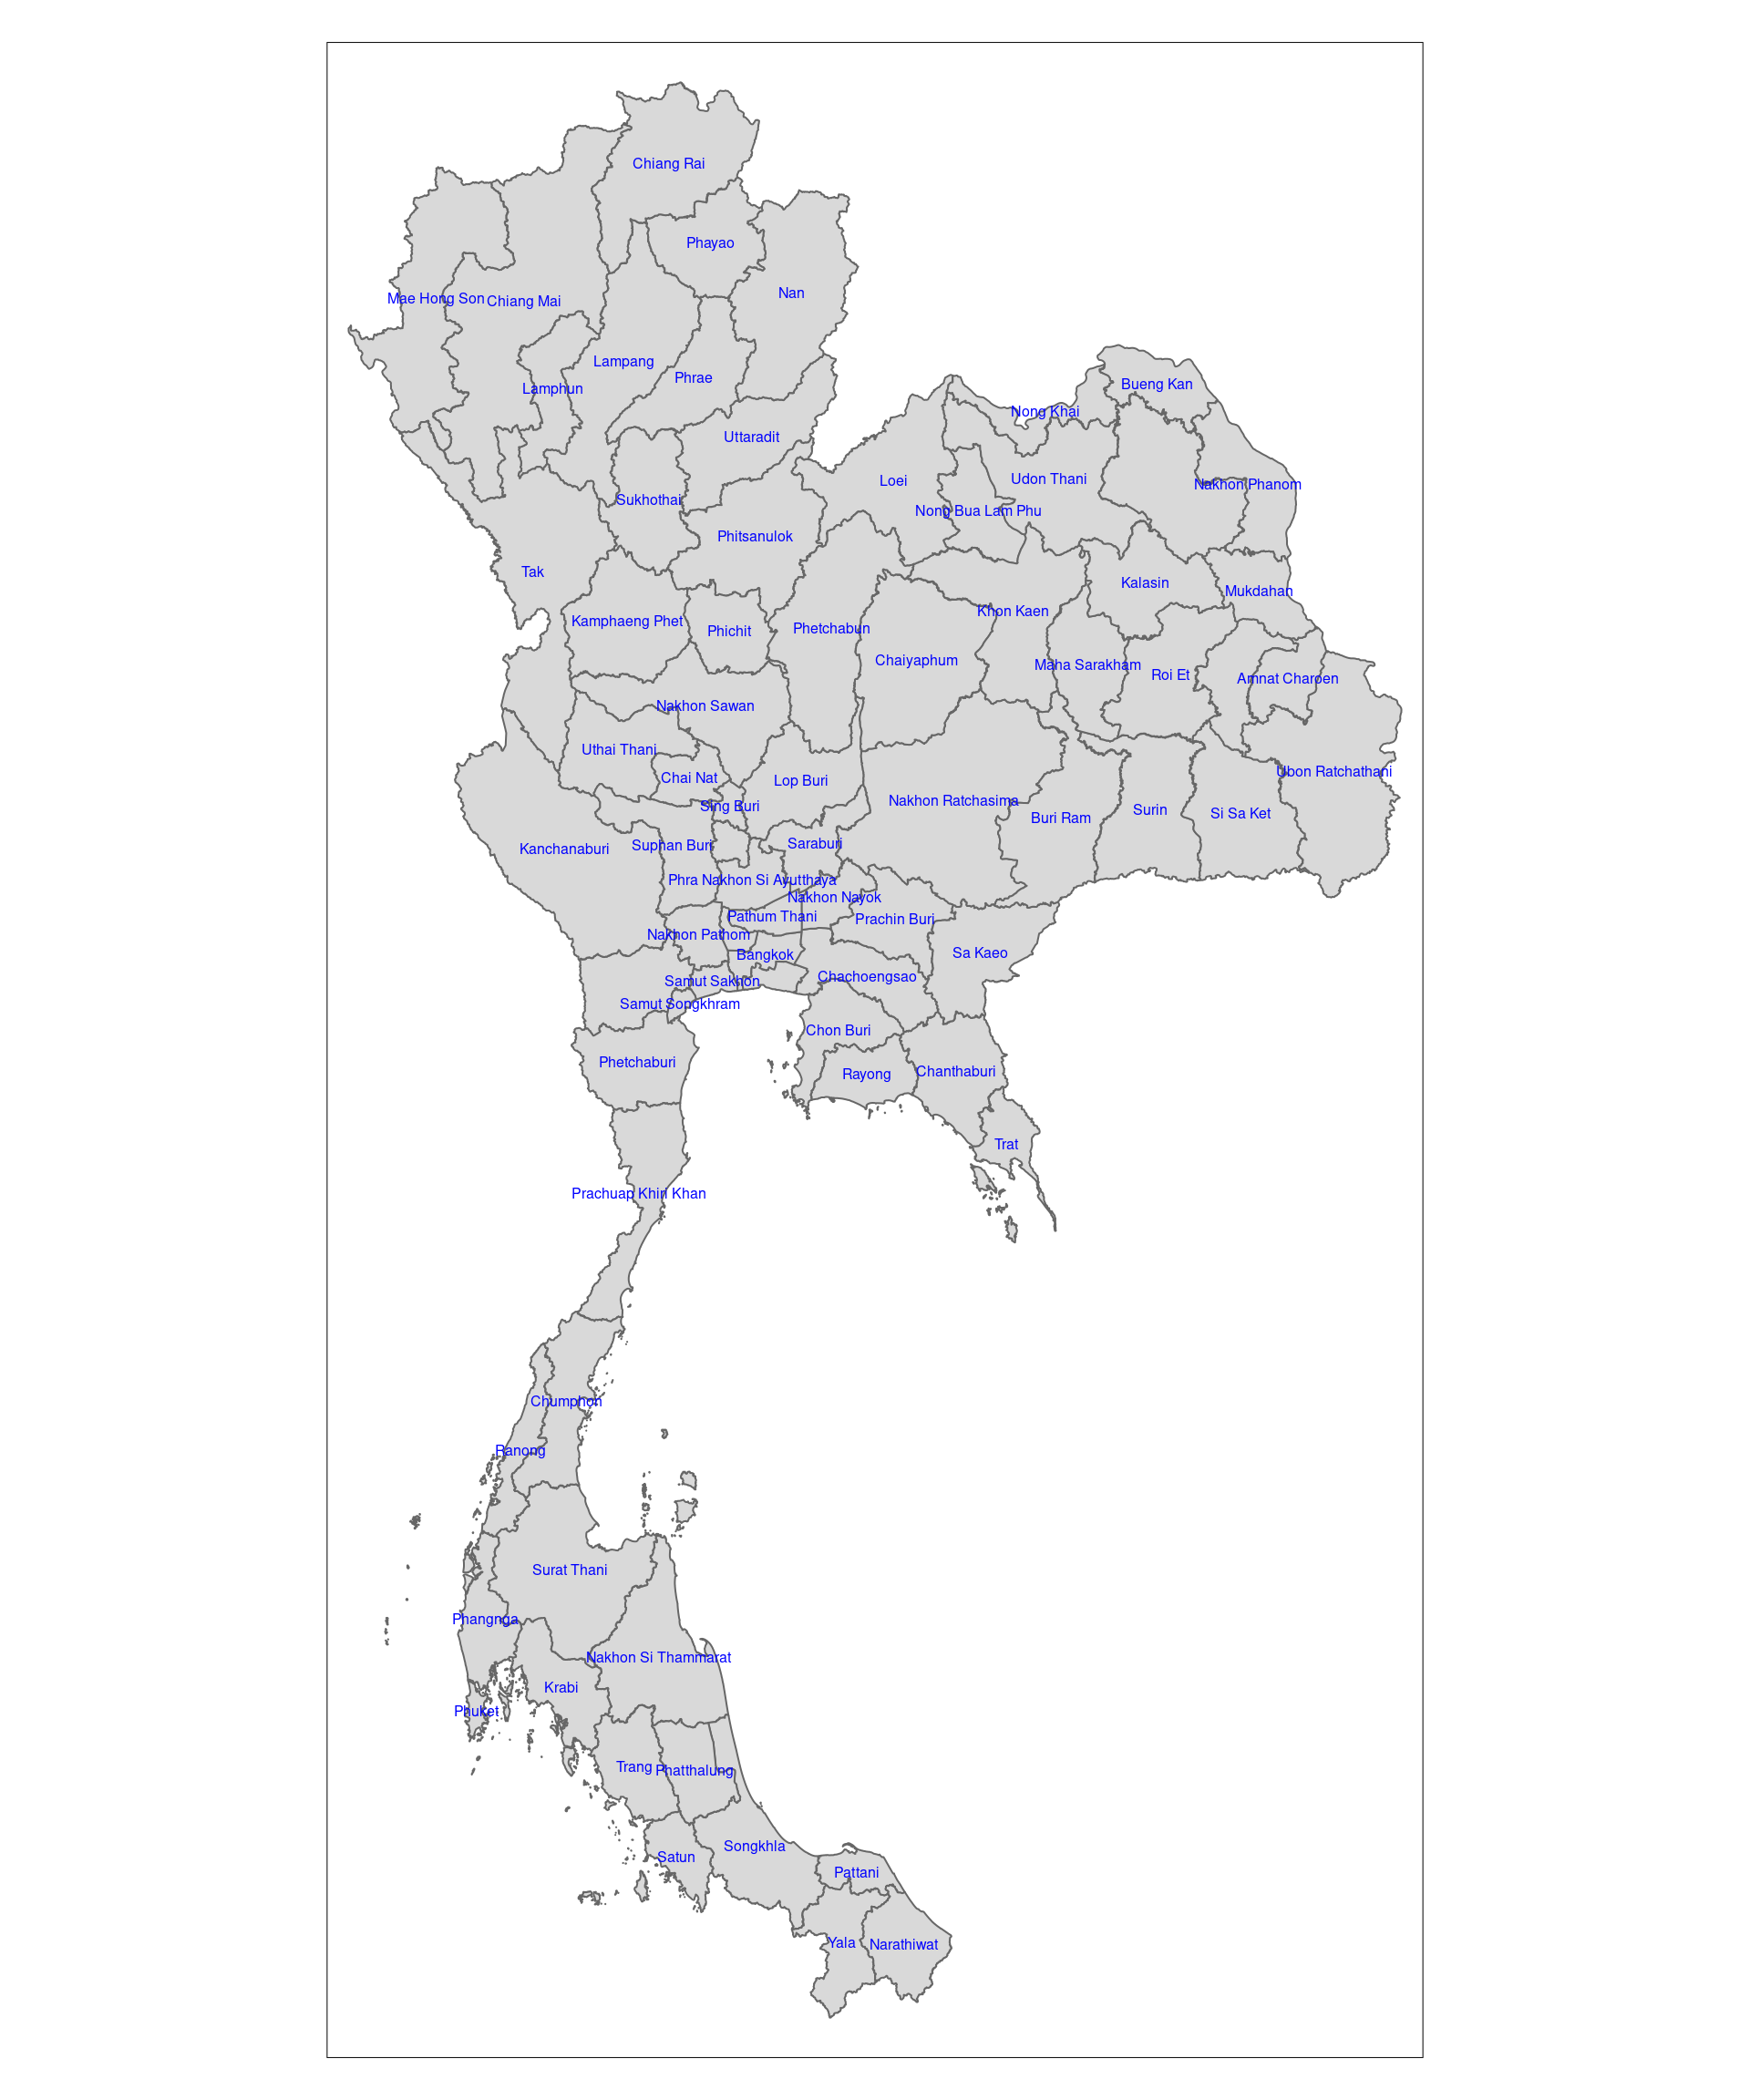 Chiang Rai
Phayao
Nan
Mae Hong Son
Chiang Mai
Lampang
Phrae
Lamphun
Bueng Kan
Nong Khai
Uttaradit
Loei
Udon Thani
Nakhon Phanom
Sukhothai
Nong Bua Lam Phu
Phitsanulok
Tak
Kalasin
Mukdahan
Khon Kaen
Kamphaeng Phet
Phichit
Phetchabun
Chaiyaphum
Maha Sarakham
Roi Et
Amnat Charoen
Nakhon Sawan
Uthai Thani
Chai Nat
Lop Buri
Ubon Ratchathani
Nakhon Ratchasima
Sing Buri
Buri Ram
Surin
Si Sa Ket
Kanchanaburi
Suphan Buri
Saraburi
Phra Nakhon Si Ayutthaya
Nakhon Nayok
Pathum Thani
Prachin Buri
Nakhon Pathom
Bangkok
Sa Kaeo
Samut Sakhon
Chachoengsao
Samut Songkhram
Chon Buri
Phetchaburi
Rayong
Chanthaburi
Trat
Prachuap Khiri Khan
Chumphon
Ranong
Surat Thani
Phangnga
Nakhon Si Thammarat
Krabi
Phuket
Trang
Phatthalung
Songkhla
Satun
Pattani
Yala
Narathiwat